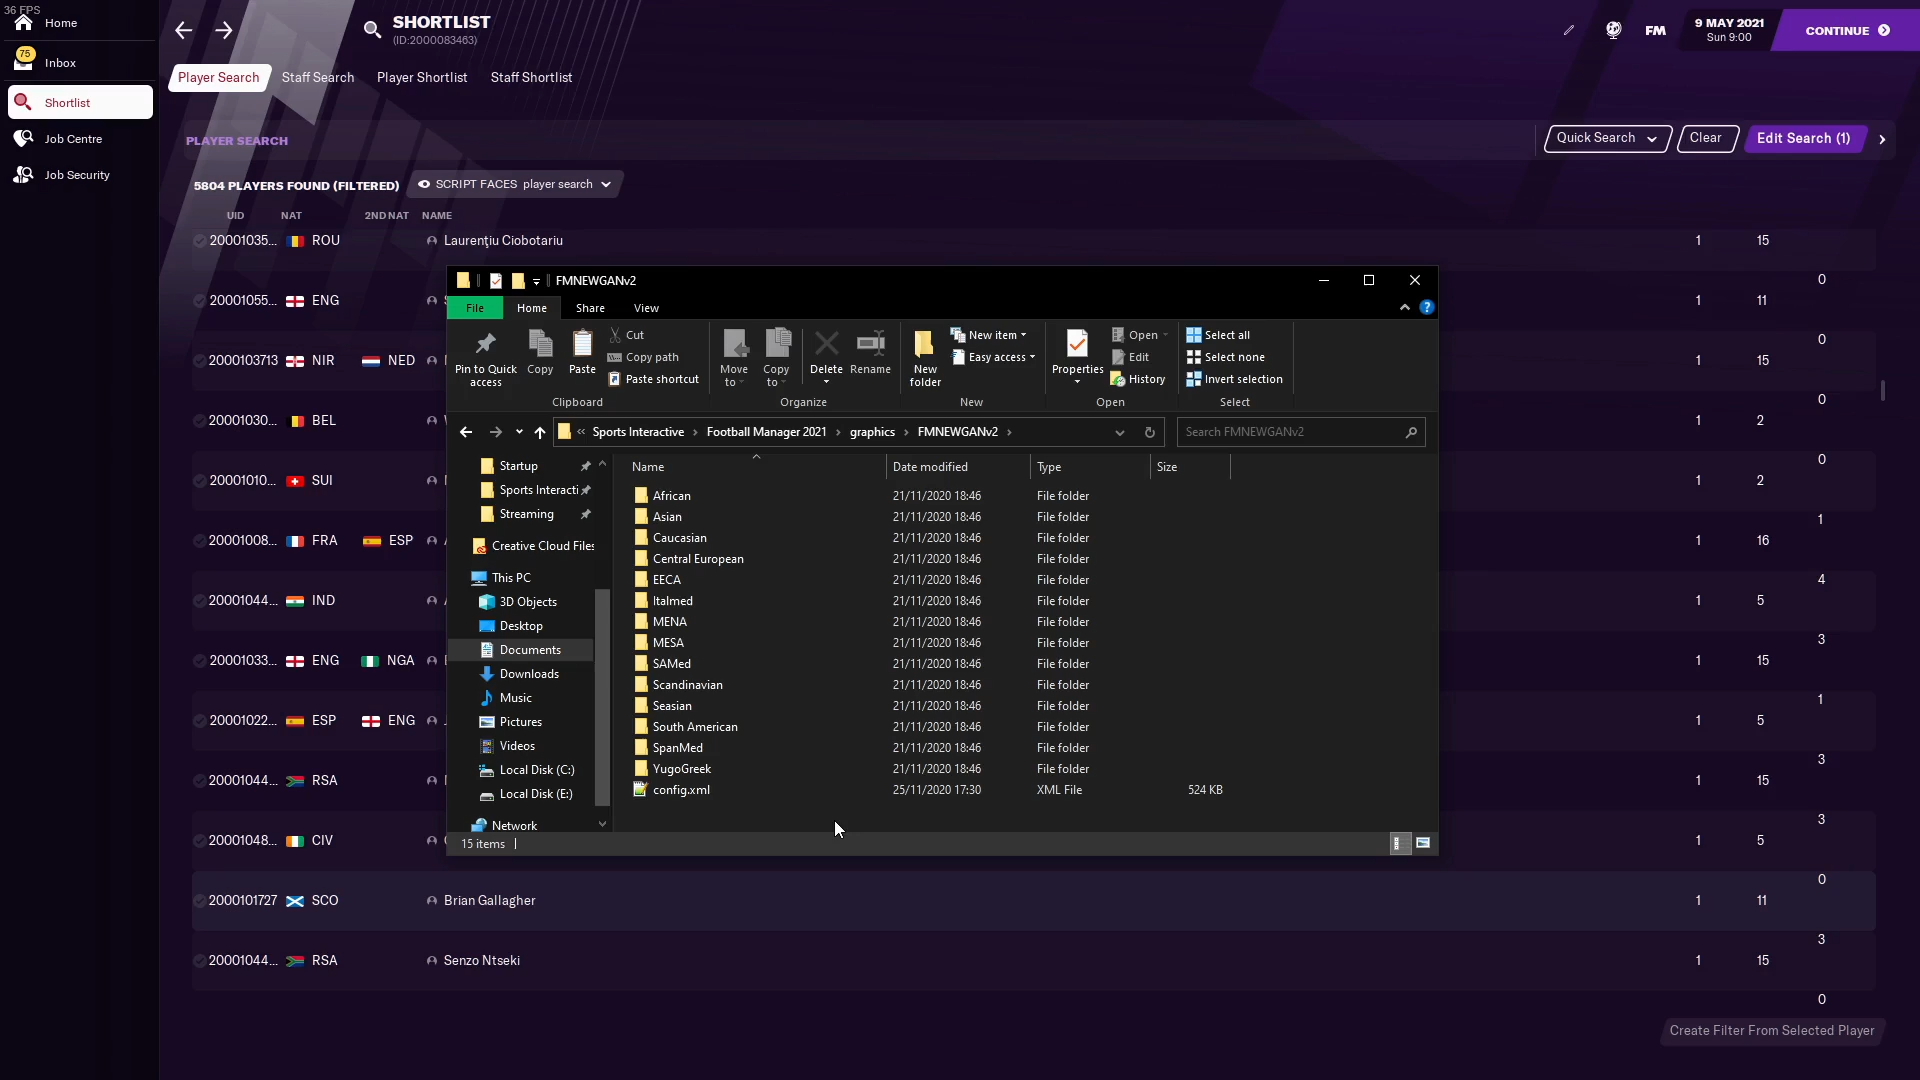 36 FPS
Home
75
Inbox
Shortlist
Job Centre
Job Security
SHORTLIST
(ID:2000083463)
FM
9 MAY 2021
Sun 9:00
CONTINUE
Player Search
Staff Search
Player Shortlist
Staff Shortlist
PLAYER SEARCH
Quick Search
Clear
Edit Search (1)
5804 PLAYERS FOUND (FILTERED)
SCRIPT FACES player search
UID NAT 2ND NAT NAME
20001035... ROU Laurenţiu Ciobotariu 1 15
0
20001055... ENG 1 11
0
2000103713 NIR NED 1 15
0
20001030... BEL 1 2
0
20001010... SUI 1 2
1
20001008... FRA ESP 1 16
4
20001044... IND 1 5
3
20001033... ENG NGA 1 15
1
20001022... ESP ENG 1 5
3
20001044... RSA 1 15
3
20001048... CIV 1 5
0
2000101727 SCO Brian Gallagher 1 11
3
20001044... RSA Senzo Ntseki 1 15
0
Create Filter From Selected Player
FMNEWGANv2
File Home Share View
Pin to Quick access
Copy
Paste
Cut
Copy path
Paste shortcut
Clipboard
Move to
Copy to
Delete
Rename
Organize
New folder
New item
Easy access
New
Properties
Open
Edit
History
Open
Select all
Select none
Invert selection
Select
« Sports Interactive › Football Manager 2021 › graphics › FMNEWGANv2 ›
Search FMNEWGANv2
Startup
Sports Interacti
Streaming
Creative Cloud Files
This PC
3D Objects
Desktop
Documents
Downloads
Music
Pictures
Videos
Local Disk (C:)
Local Disk (E:)
Network
Name Date modified Type Size
African 21/11/2020 18:46 File folder
Asian 21/11/2020 18:46 File folder
Caucasian 21/11/2020 18:46 File folder
Central European 21/11/2020 18:46 File folder
EECA 21/11/2020 18:46 File folder
Italmed 21/11/2020 18:46 File folder
MENA 21/11/2020 18:46 File folder
MESA 21/11/2020 18:46 File folder
SAMed 21/11/2020 18:46 File folder
Scandinavian 21/11/2020 18:46 File folder
Seasian 21/11/2020 18:46 File folder
South American 21/11/2020 18:46 File folder
SpanMed 21/11/2020 18:46 File folder
YugoGreek 21/11/2020 18:46 File folder
config.xml 25/11/2020 17:30 XML File 524 KB
15 items